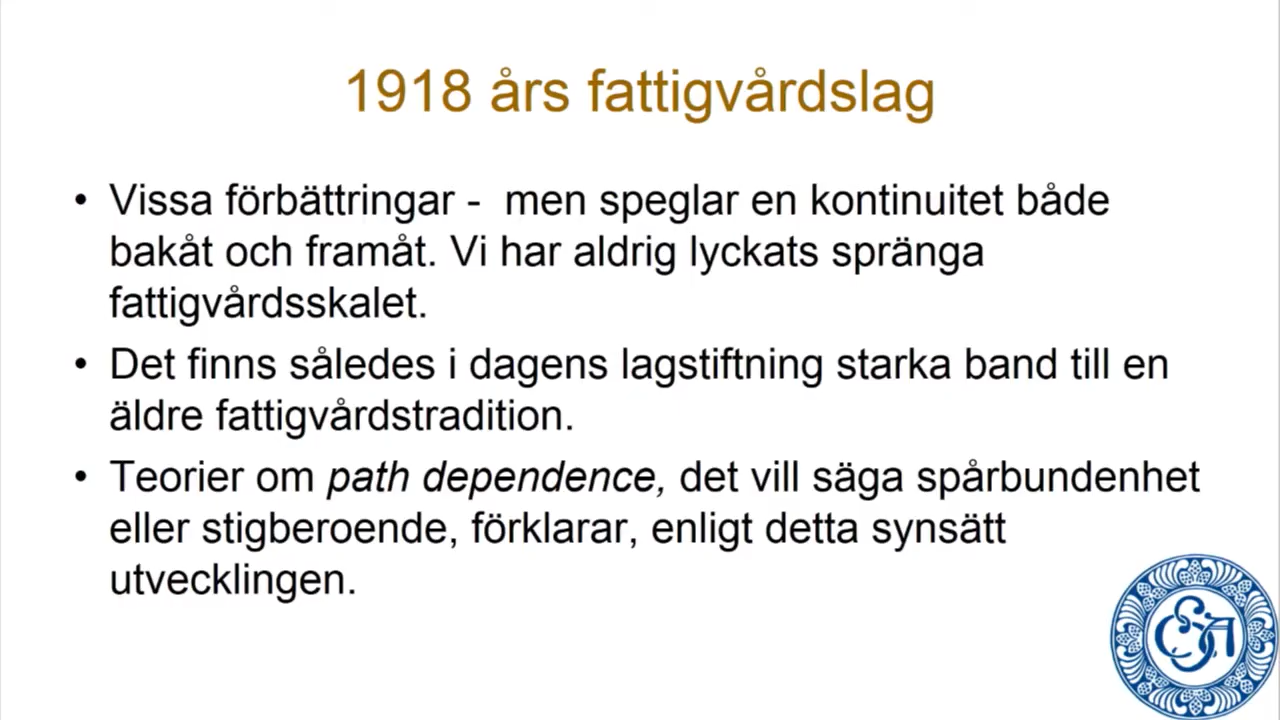 1918 års fattigvårdslag
• Vissa förbättringar -  men speglar en kontinuitet både
bakåt och framåt. Vi har aldrig lyckats spränga
fattigvårdsskalet.
• Det finns således i dagens lagstiftning starka band till en
äldre fattigvårdstradition.
• Teorier om path dependence, det vill säga spårbundenhet
eller stigberoende, förklarar, enligt detta synsätt
utvecklingen.